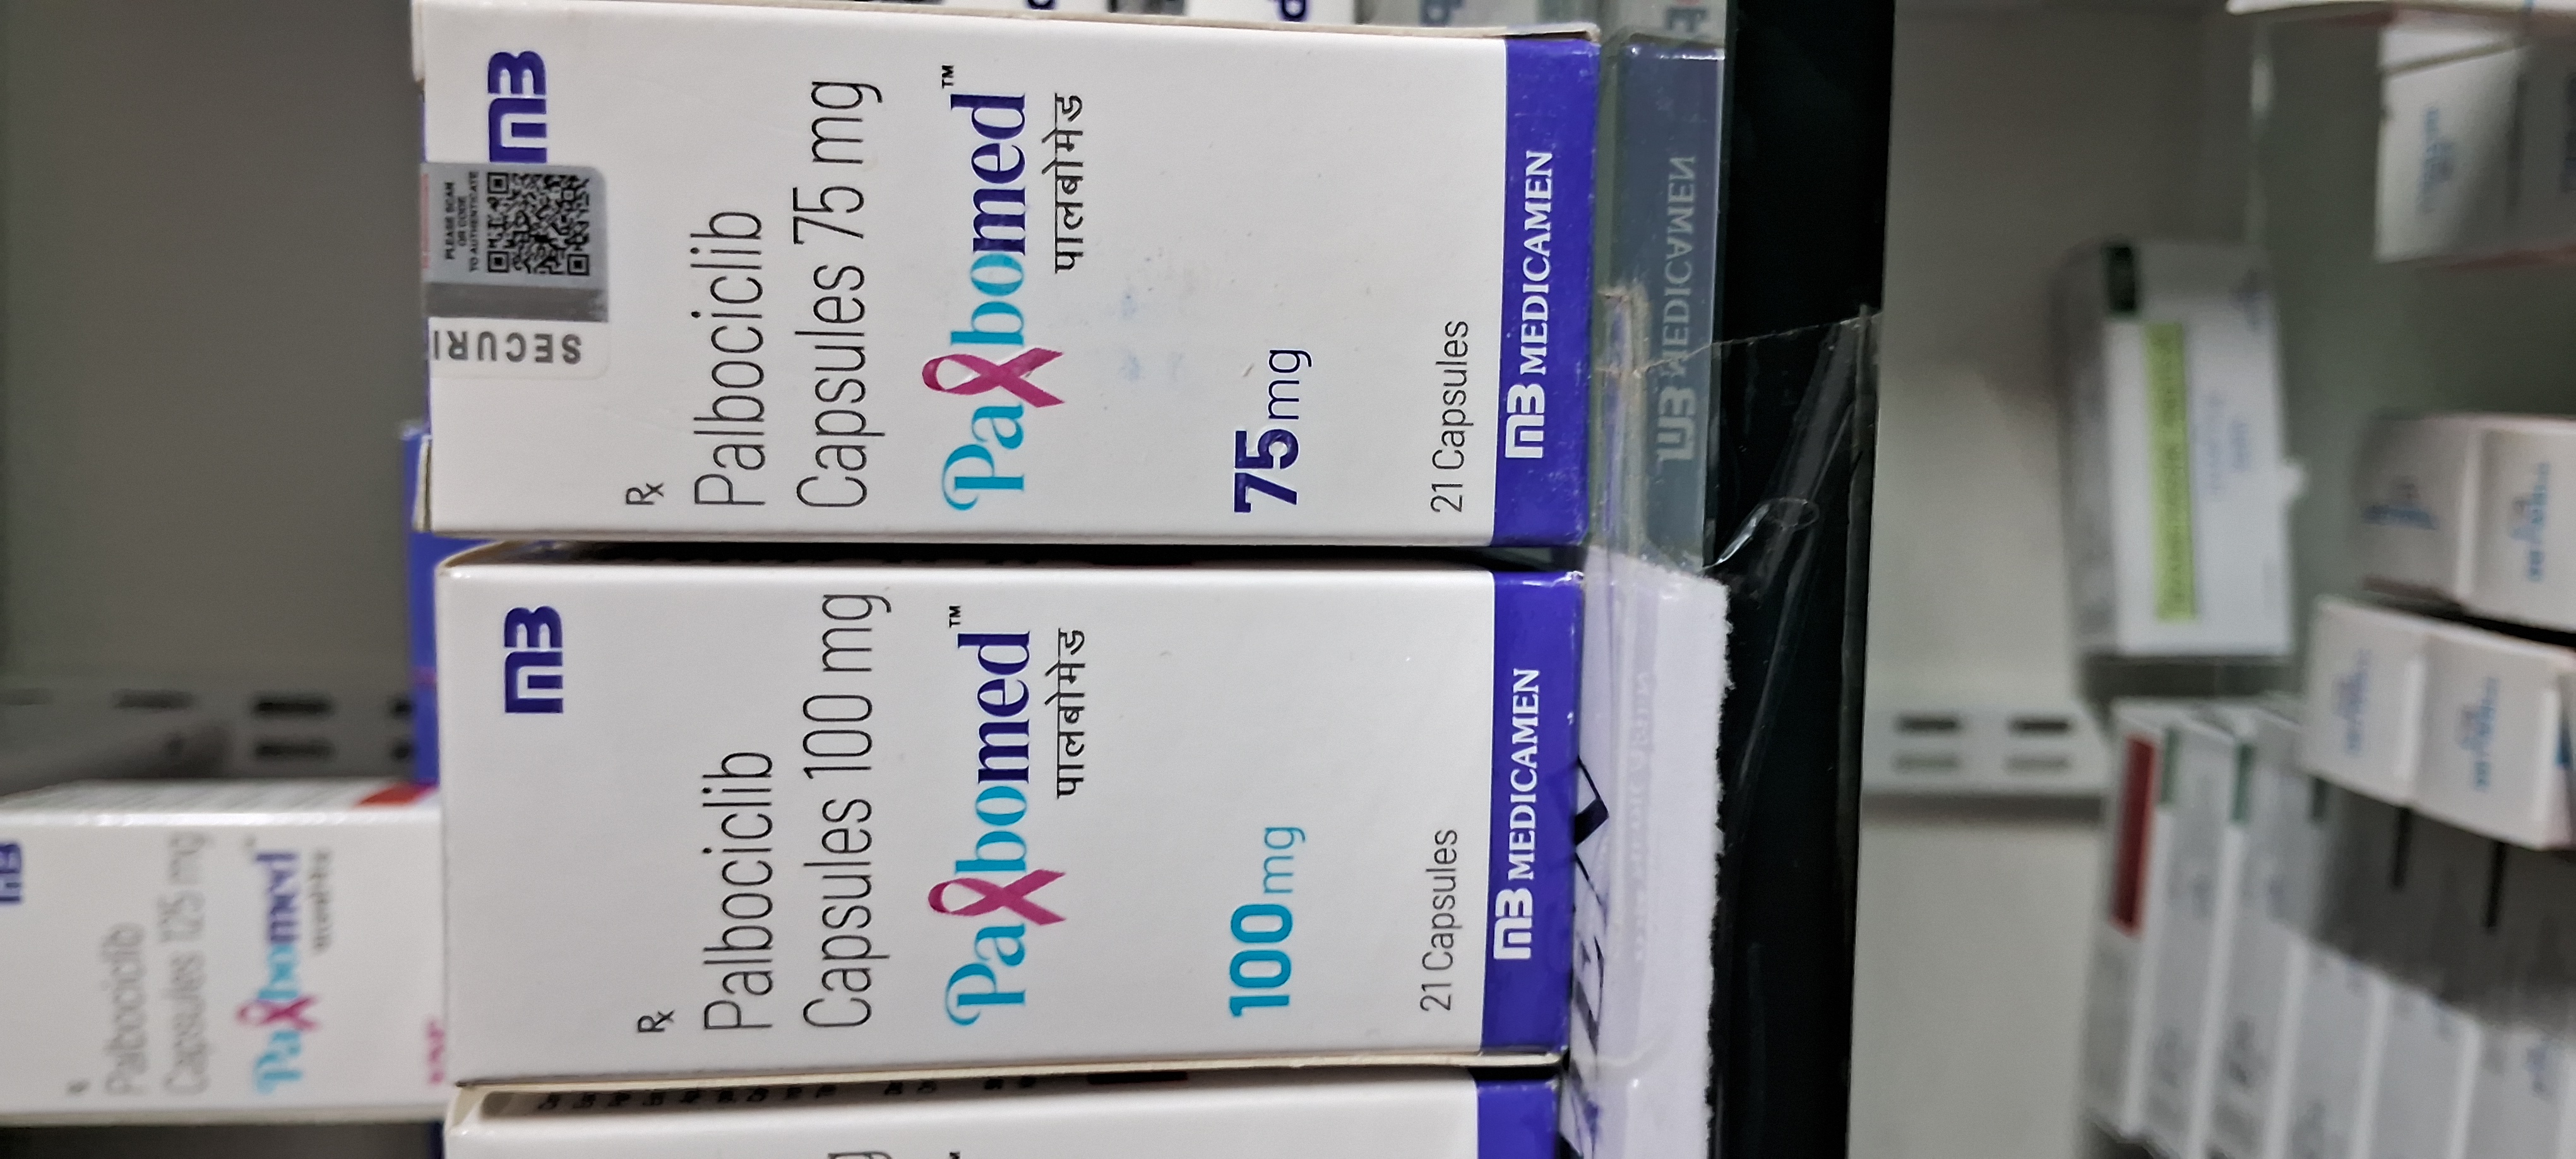 PLEASE SCAN
QR CODE
TO AUTHENTICATE
SECURI
Rx
Palbociclib
Capsules 75 mg
Palbomed™
पालबोमेड
75mg
21 Capsules
MEDICAMEN
Rx
Palbociclib
Capsules 100 mg
Palbomed™
पालबोमेड
100mg
21 Capsules
MEDICAMEN
Palbociclib
Capsules 125 mg
Palbomed
पालबोमेड
MEDICAMEN